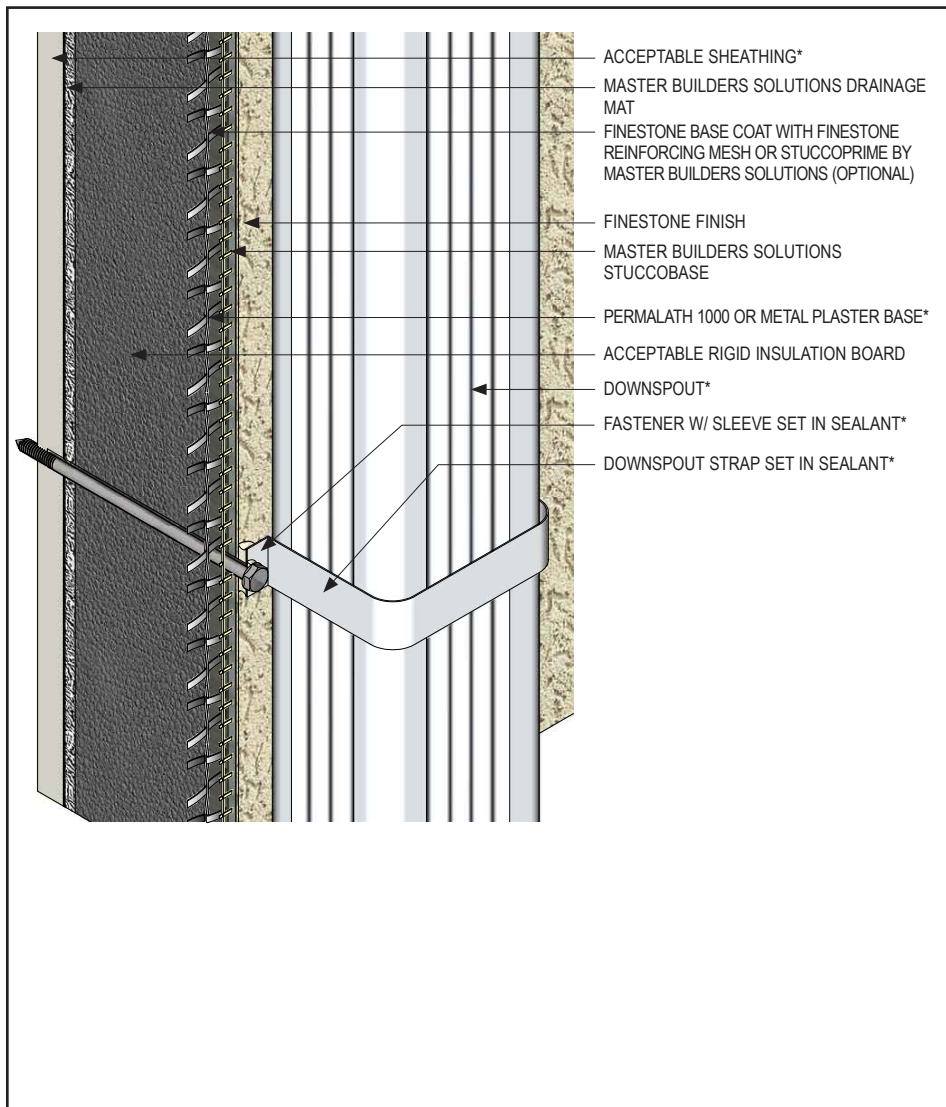 ACCEPTABLE SHEATHING*
MASTER BUILDERS SOLUTIONS DRAINAGE
MAT
FINESTONE BASE COAT WITH FINESTONE
REINFORCING MESH OR STUCCOPRIME BY
MASTER BUILDERS SOLUTIONS (OPTIONAL)
FINESTONE FINISH
MASTER BUILDERS SOLUTIONS
STUCCOBASE
PERMALATH 1000 OR METAL PLASTER BASE*
ACCEPTABLE RIGID INSULATION BOARD
DOWNSPOUT*
FASTENER W/ SLEEVE SET IN SEALANT*
DOWNSPOUT STRAP SET IN SEALANT*